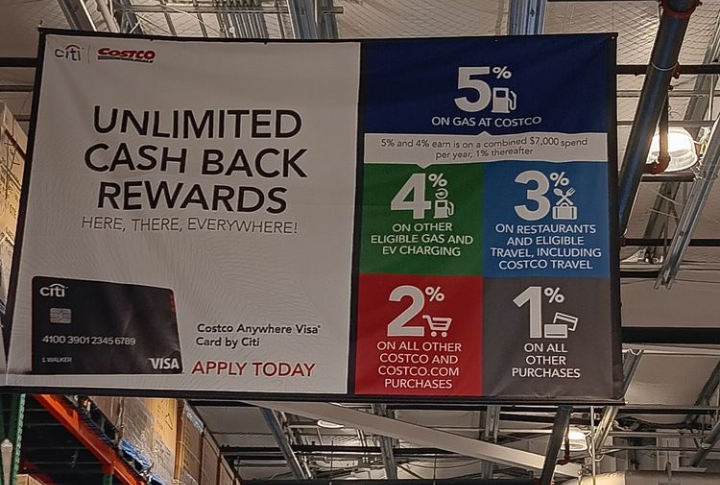 citi | COSTCO
WHOLESALE
UNLIMITED
CASH BACK
REWARDS
HERE, THERE, EVERYWHERE!
citi
4100 3901 2345 6789
L WALKER
VISA
Costco Anywhere Visa®
Card by Citi
APPLY TODAY
5%
ON GAS AT COSTCO
5% and 4% earn is on a combined $7,000 spend
per year, 1% thereafter
4%
ON OTHER
ELIGIBLE GAS AND
EV CHARGING
3%
ON RESTAURANTS
AND ELIGIBLE
TRAVEL, INCLUDING
COSTCO TRAVEL
2%
ON ALL OTHER
COSTCO AND
COSTCO.COM
PURCHASES
1%
ON ALL
OTHER
PURCHASES